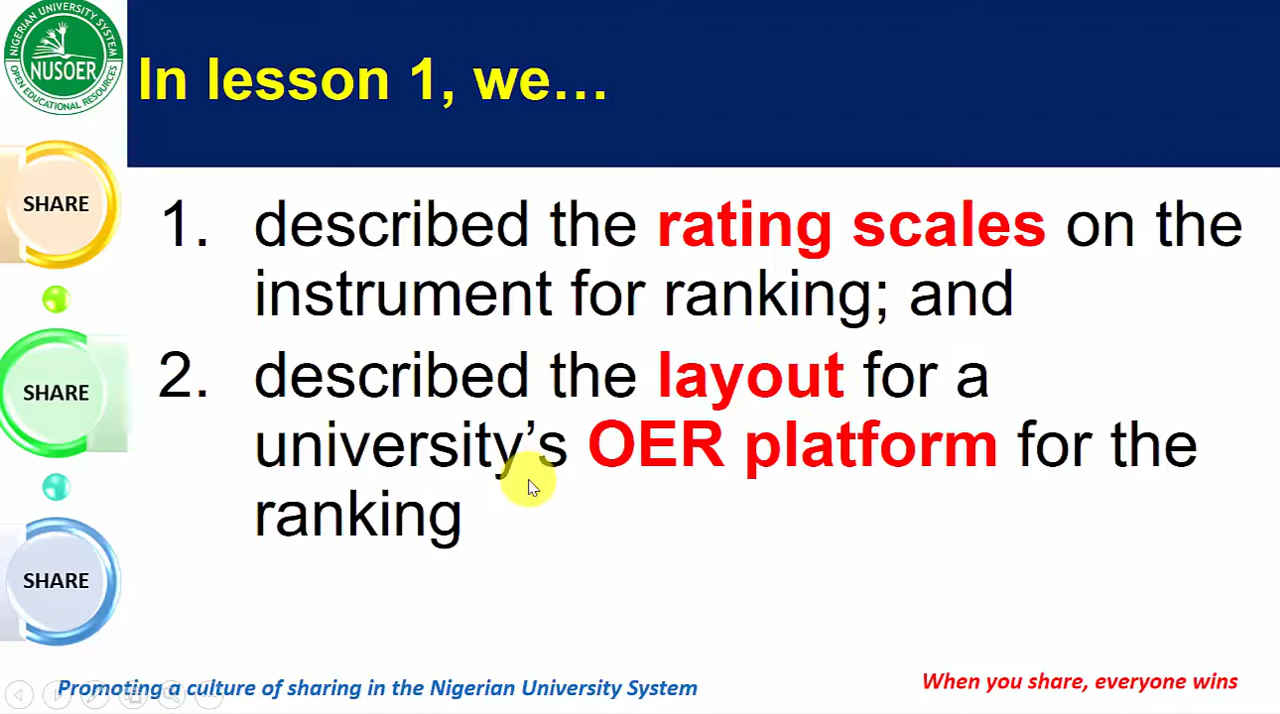 NIGERIAN UNIVERSITY SYSTEM
NUSOER
OPEN EDUCATIONAL RESOURCES
In lesson 1, we…
SHARE
SHARE
SHARE
1. described the rating scales on the
instrument for ranking; and
2. described the layout for a
university’s OER platform for the
ranking
Promoting a culture of sharing in the Nigerian University System
When you share, everyone wins